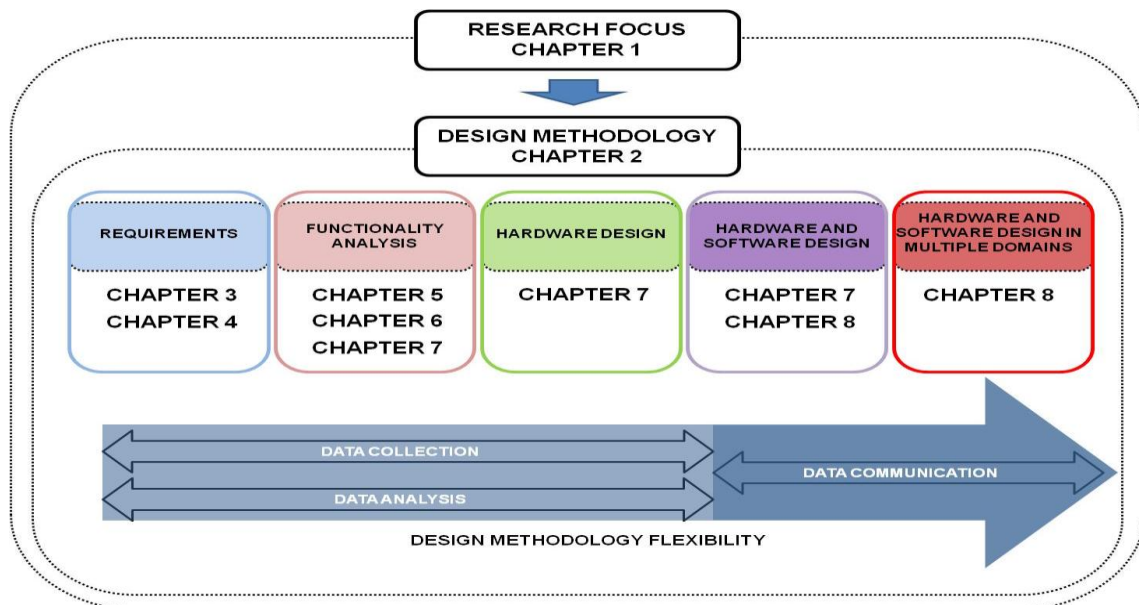 RESEARCH FOCUS
CHAPTER 1
DESIGN METHODOLOGY
CHAPTER 2
REQUIREMENTS
CHAPTER 3
CHAPTER 4
FUNCTIONALITY
ANALYSIS
CHAPTER 5
CHAPTER 6
CHAPTER 7
HARDWARE DESIGN
CHAPTER 7
HARDWARE AND
SOFTWARE DESIGN
CHAPTER 7
CHAPTER 8
HARDWARE AND
SOFTWARE DESIGN IN
MULTIPLE DOMAINS
CHAPTER 8
DATA COLLECTION
DATA ANALYSIS
DATA COMMUNICATION
DESIGN METHODOLOGY FLEXIBILITY